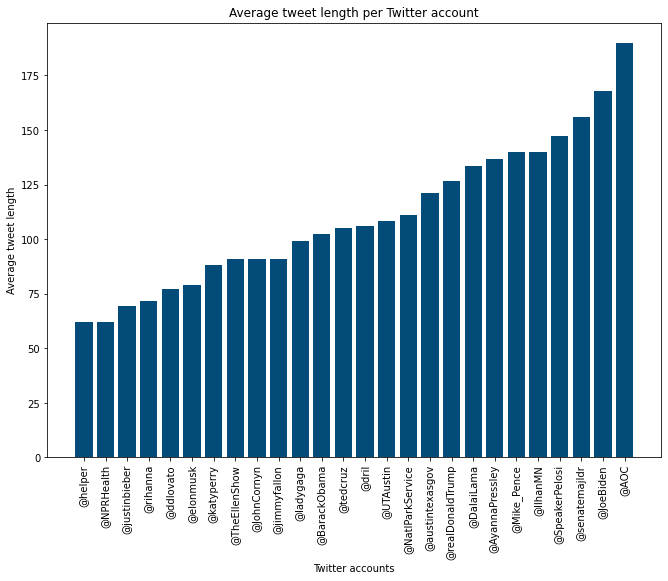 Average tweet length per Twitter account
Average tweet length
175
150
125
100
75
50
25
0
@helper
@NPRHealth
@justinbieber
@rihanna
@ddlovato
@elonmusk
@katyperry
@TheEllenShow
@JohnCornyn
@jimmyfallon
@ladygaga
@BarackObama
@tedcruz
@dril
@UTAustin
@NatlParkService
@austintexasgov
@realDonaldTrump
@DalaiLama
@AyannaPressley
@Mike_Pence
@IlhanMN
@SpeakerPelosi
@senatemajldr
@JoeBiden
@AOC
Twitter accounts